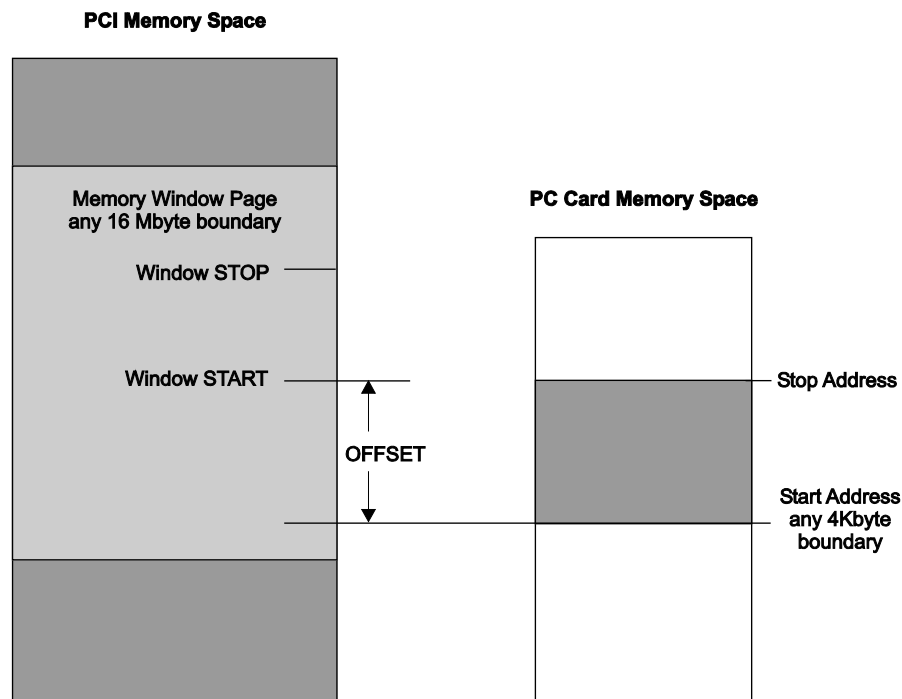 PCI Memory Space
Memory Window Page
any 16 Mbyte boundary
Window STOP
Window START
OFFSET
PC Card Memory Space
Stop Address
Start Address
any 4Kbyte
boundary